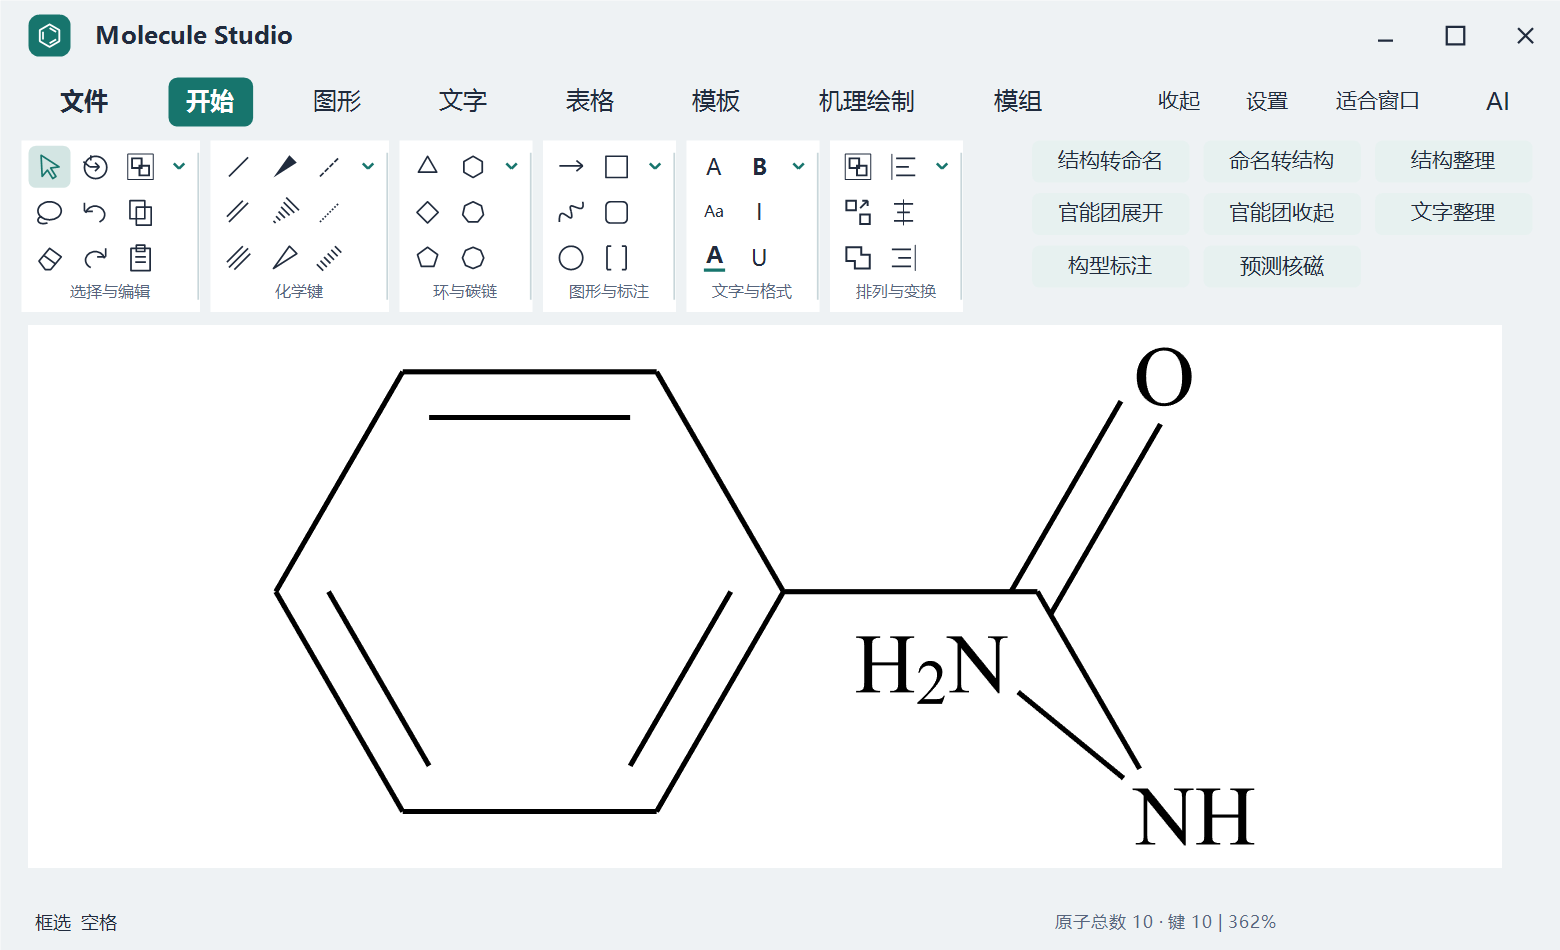 Molecule Studio
文件 开始 图形 文字 表格 模板 机理绘制 模组 收起 设置 适合窗口 AI
结构转命名 命名转结构 结构整理
官能团展开 官能团收起 文字整理
构型标注 预测核磁
A B
Aa I
A U
选择与编辑 化学键 环与碳链 图形与标注 文字与格式 排列与变换
O
H₂N
NH
框选 空格 原子总数 10 · 键 10 | 362%